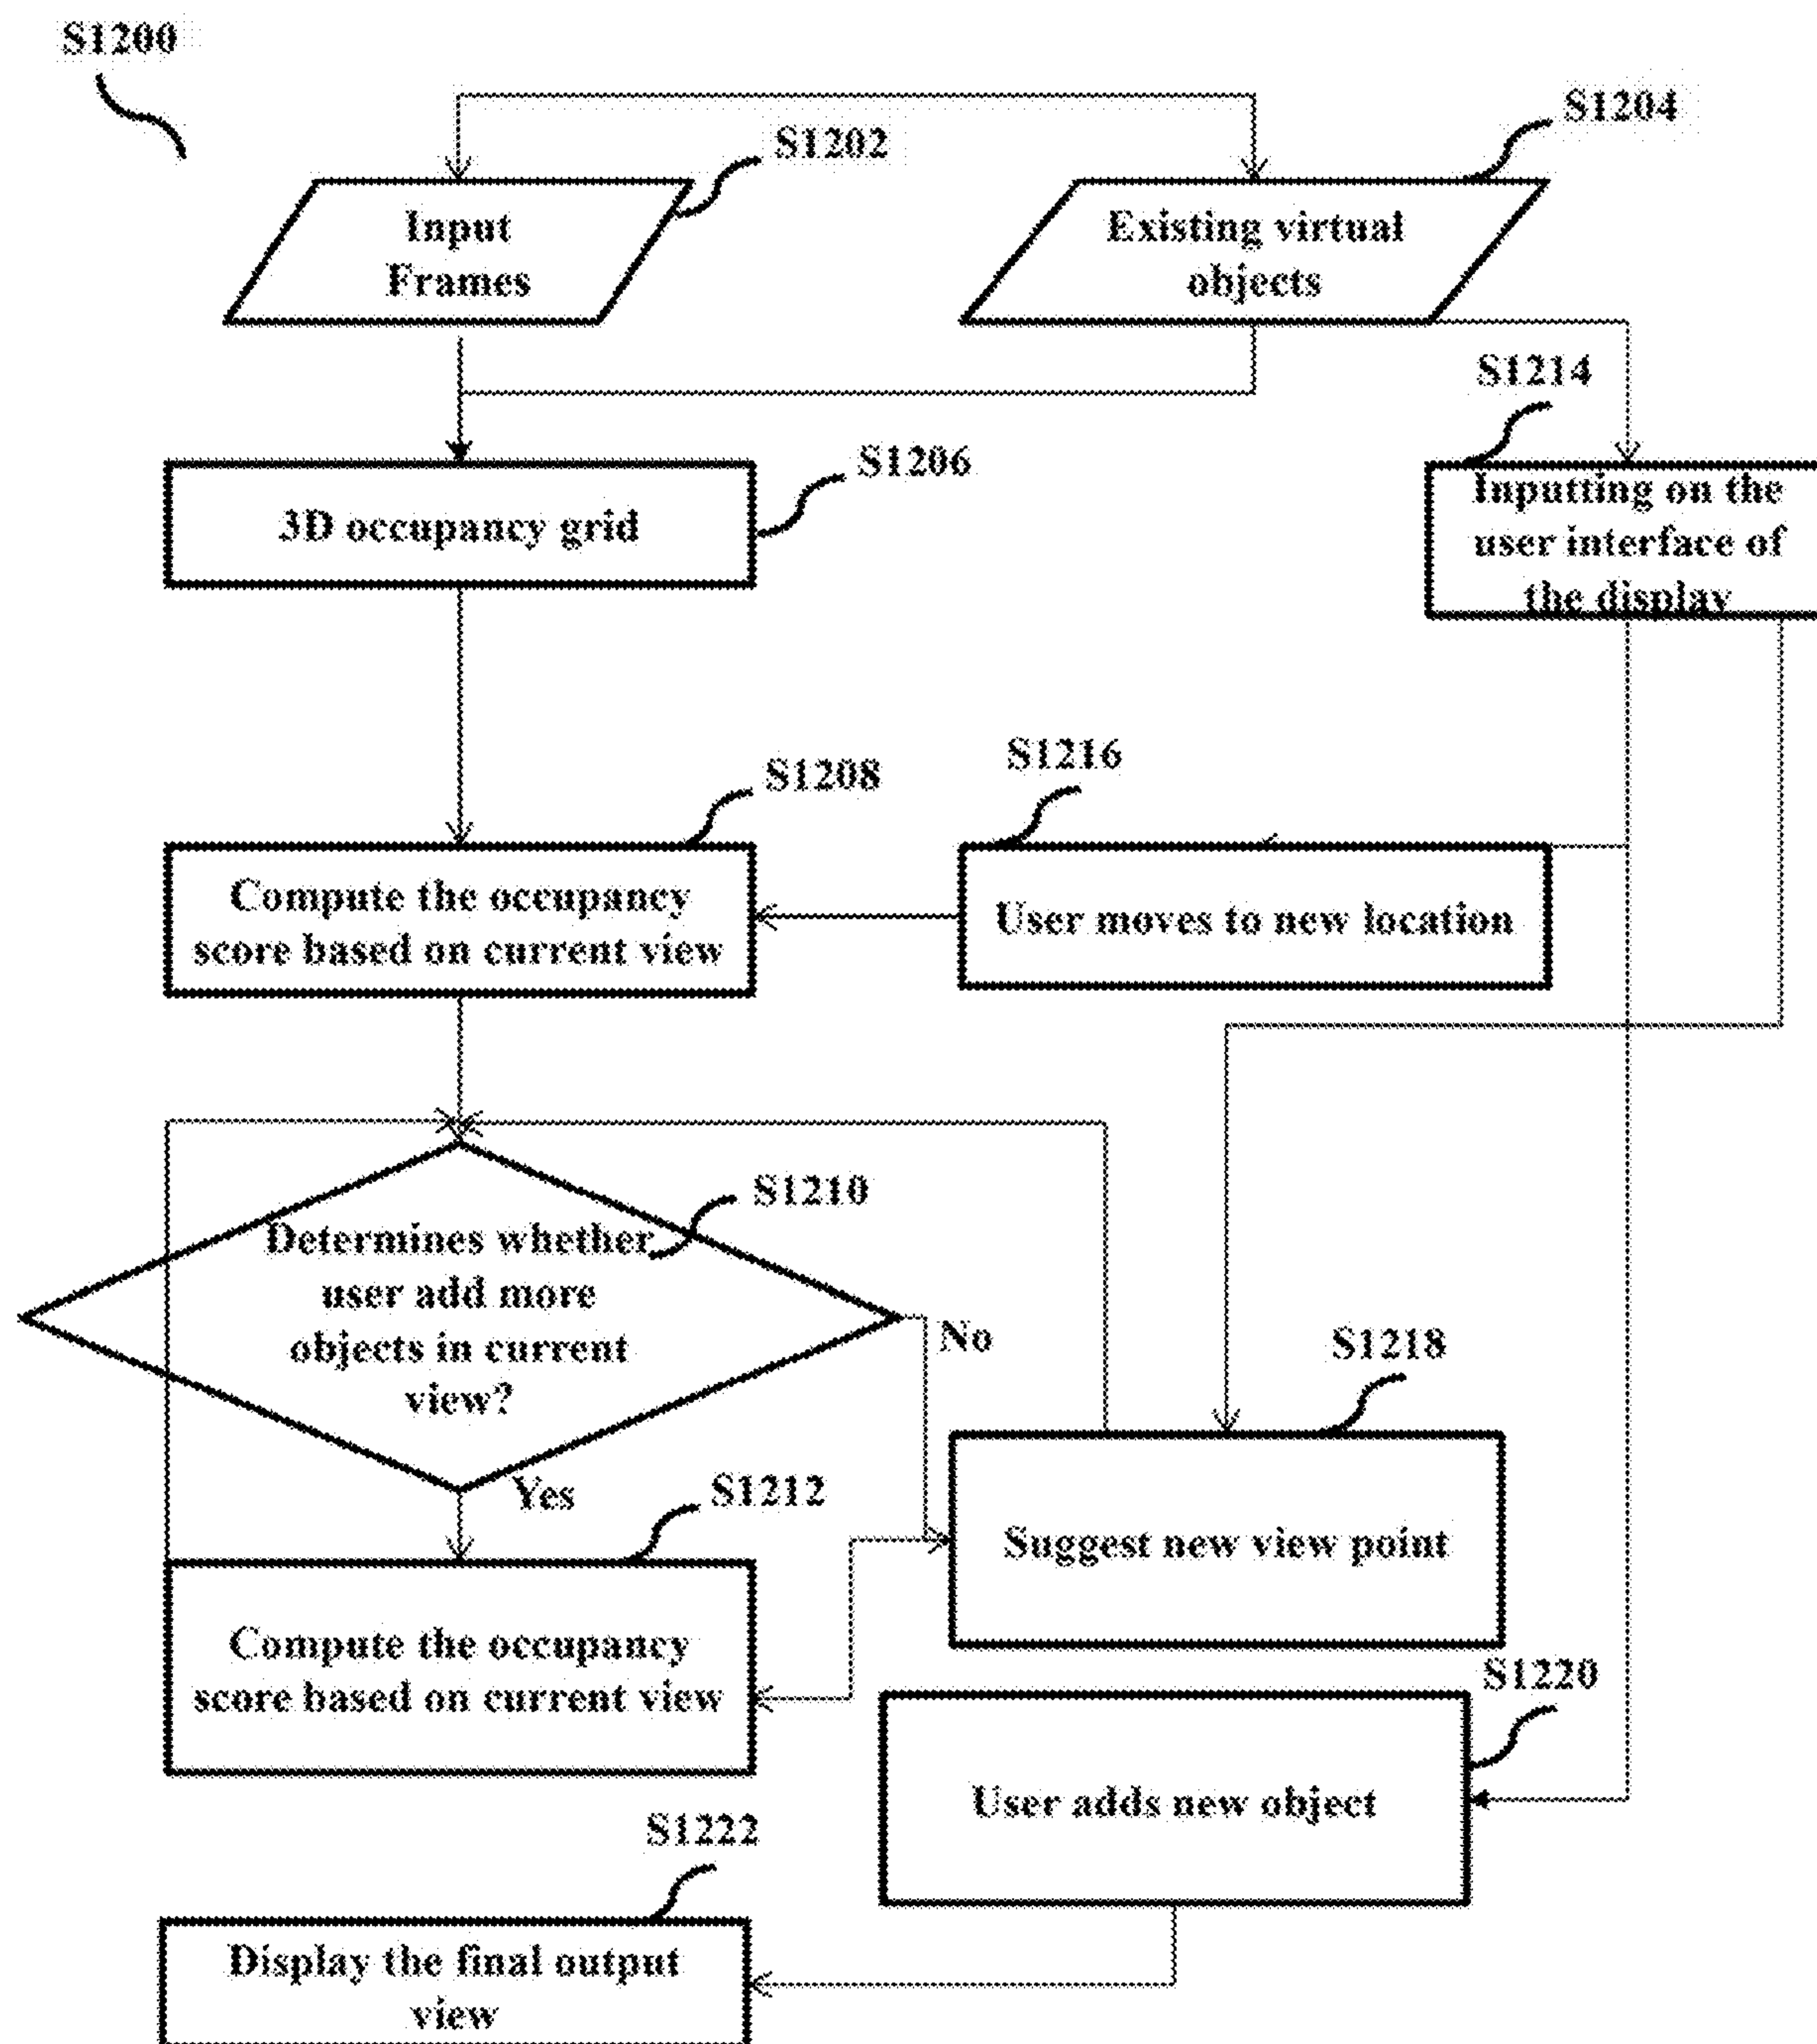 S1200
S1202
S1204
Input
Frames
Existing virtual
objects
S1214
S1206
3D occupancy grid
Inputting on the
user interface of
the display
S1208
S1216
Compute the occupancy
score based on current view
User moves to new location
S1210
Determines whether
user add more
objects in current
view?
No
S1218
Yes
S1212
Suggest new view point
Compute the occupancy
score based on current view
S1220
User adds new object
S1222
Display the final output
view